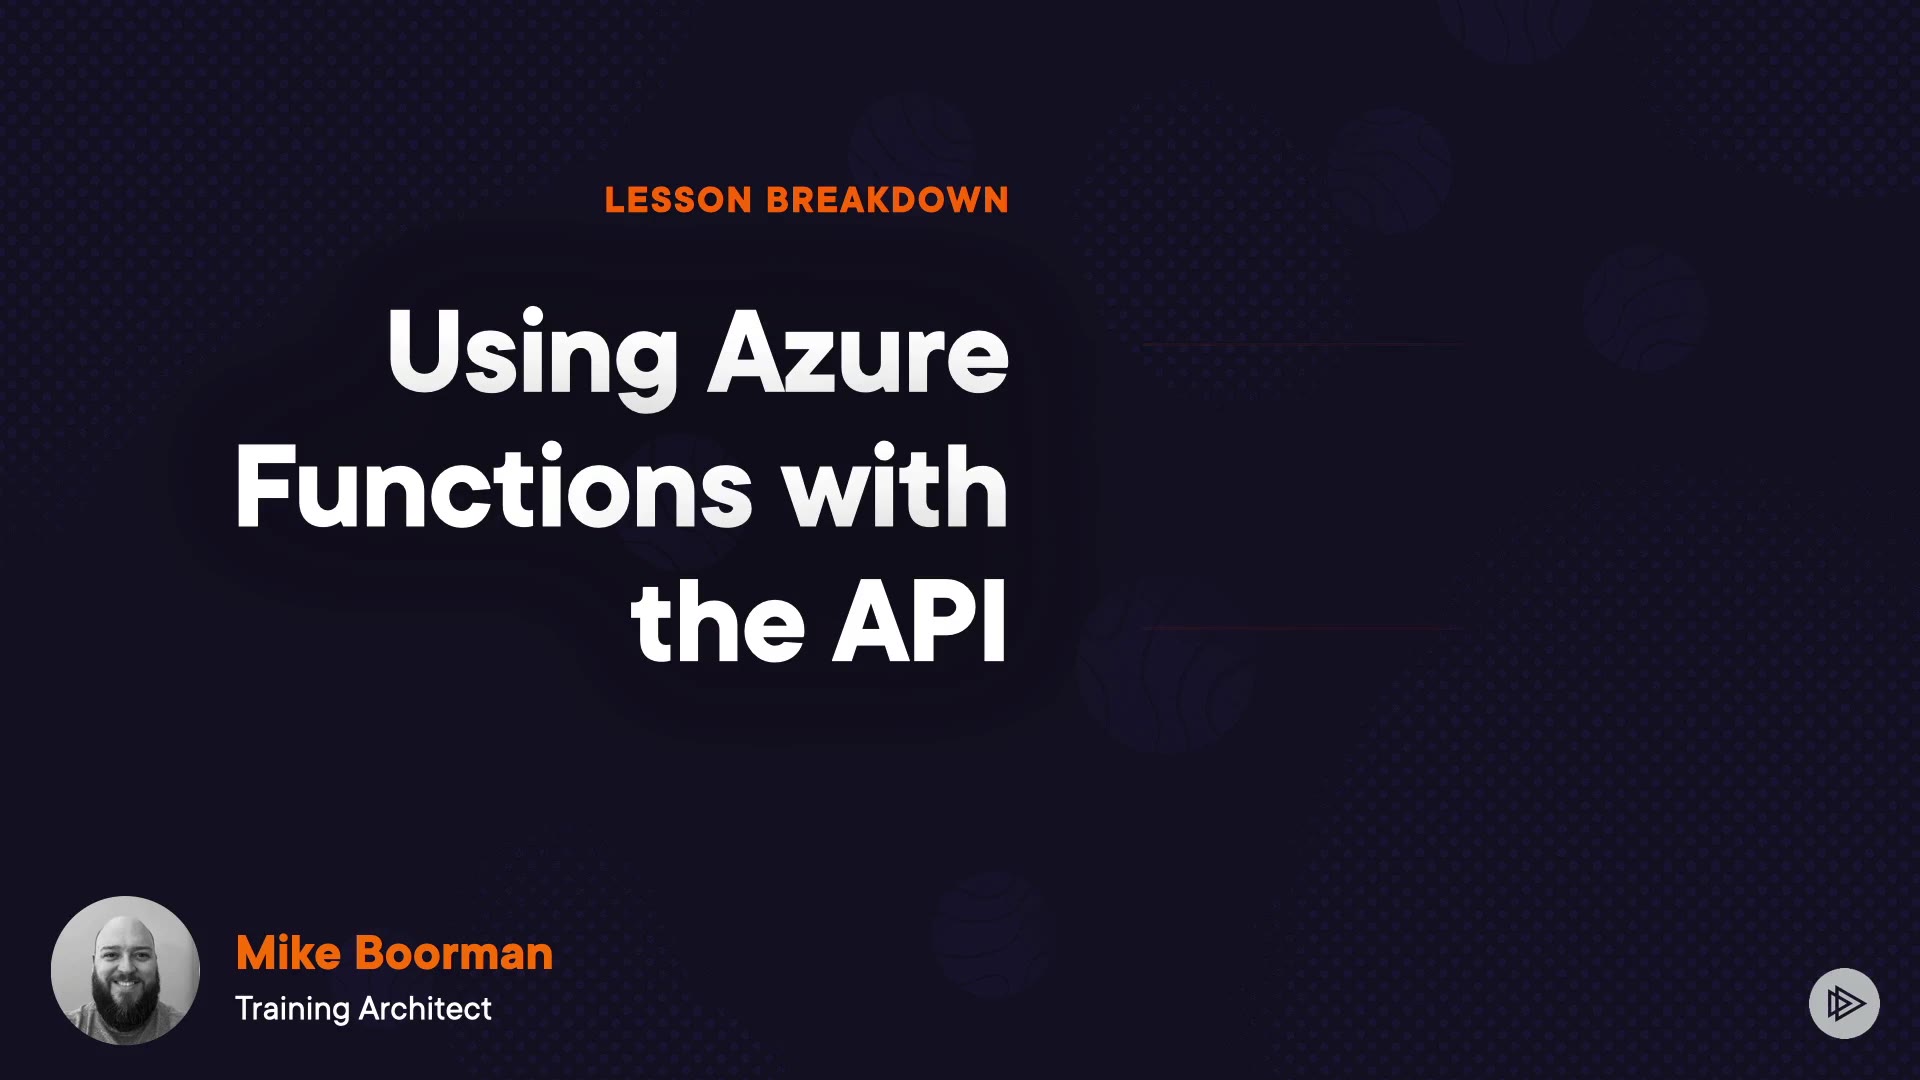 LESSON BREAKDOWN
Using Azure
Functions with
the API
Mike Boorman
Training Architect